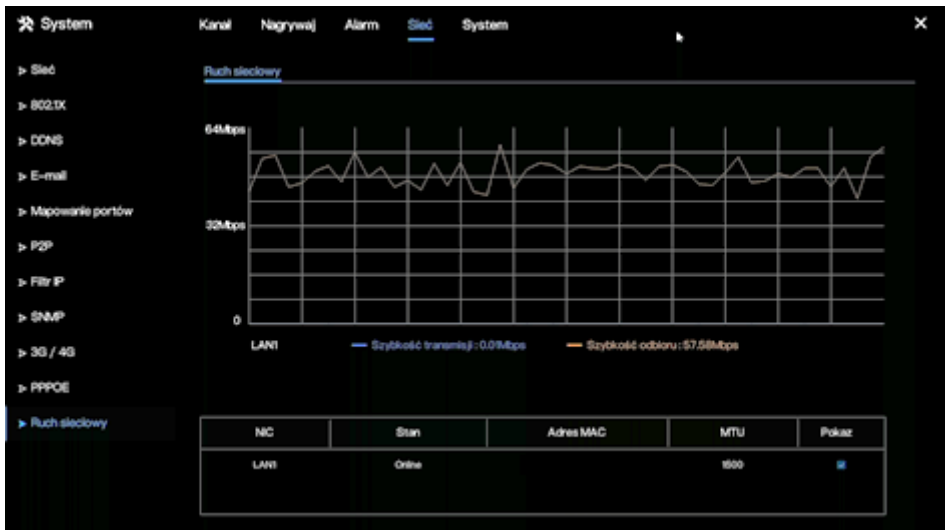 System Kanał Nagrywaj Alarm Sieć System
Sieć
802.1X
DDNS
E-mail
Mapowanie portów
P2P
Filtr IP
SNMP
3G / 4G
PPPOE
Ruch sieciowy
Ruch sieciowy
64Mbps
32Mbps
0
LAN1 Szybkość transmisji : 0.01Mbps Szybkość odbioru : 57.58Mbps
NIC Stan Adres MAC MTU Pokaz
LAN1 Online 1500